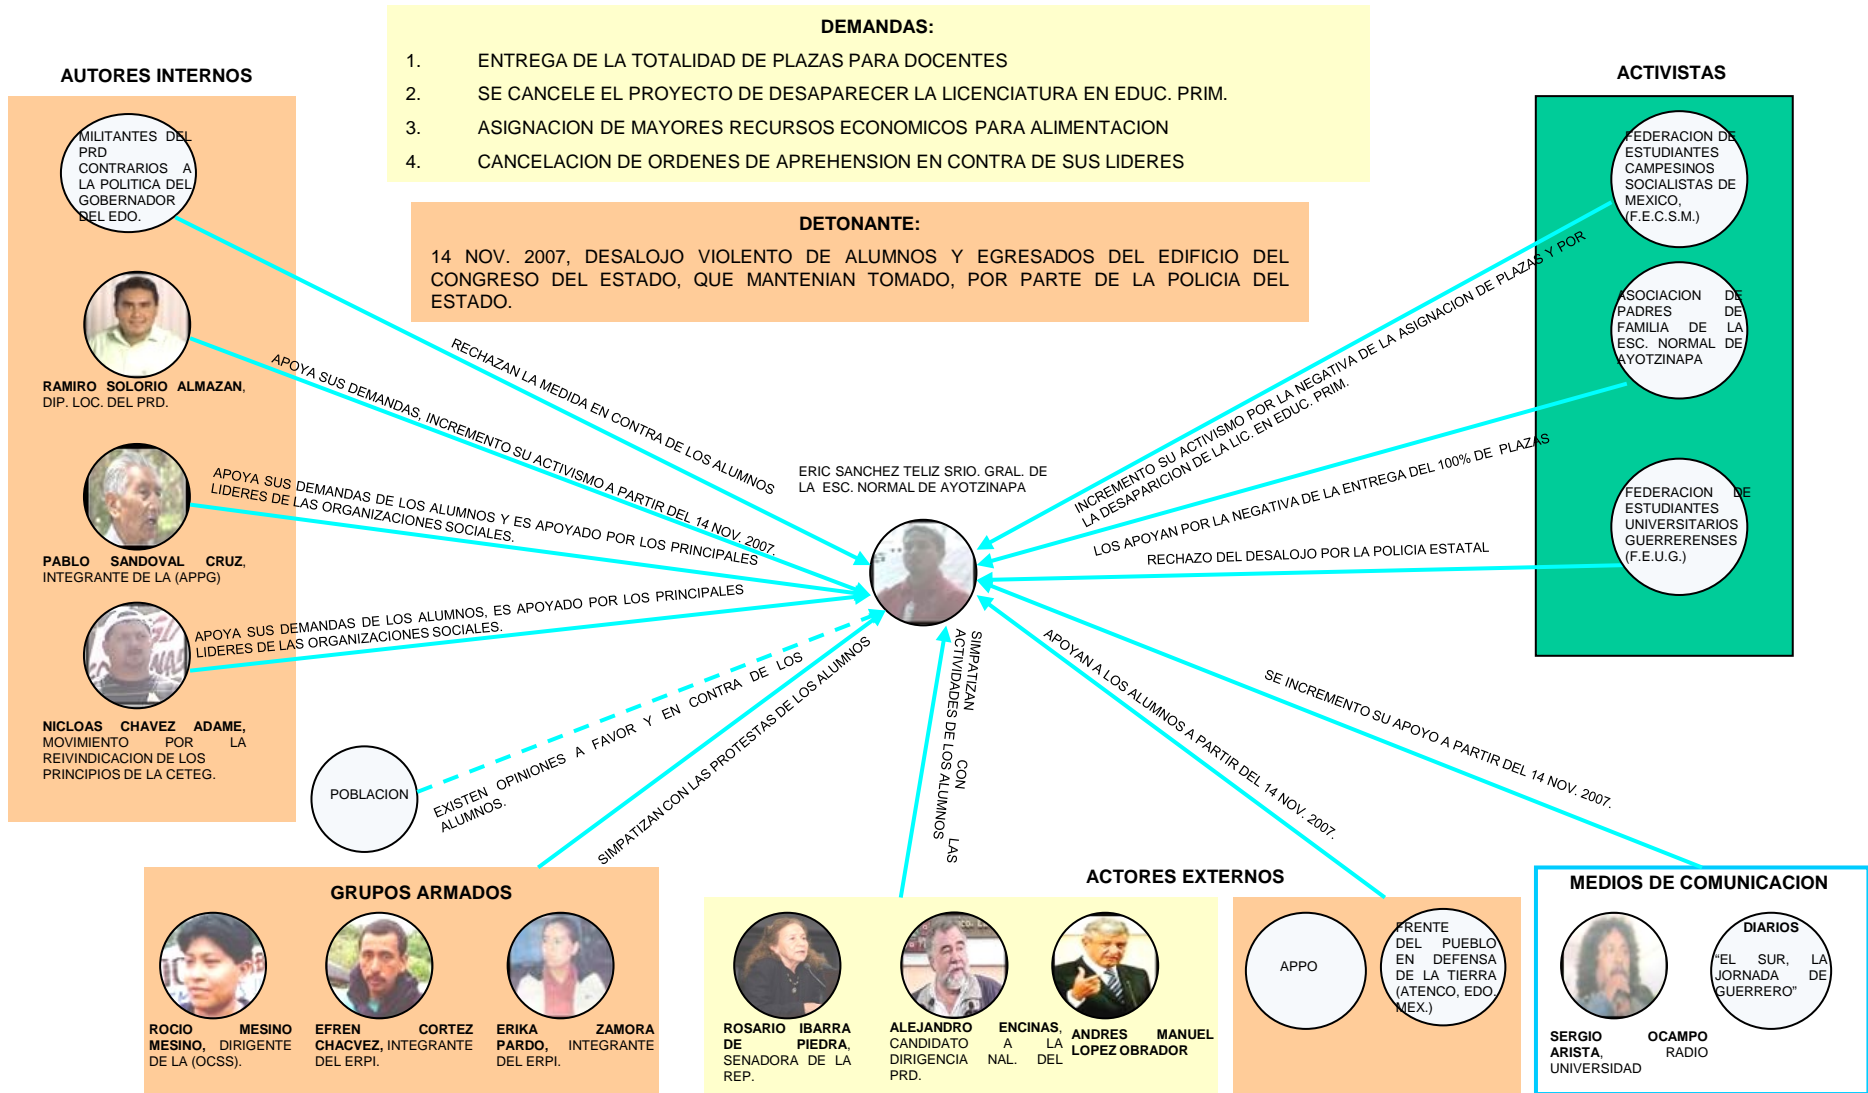 DEMANDAS:
1. ENTREGA DE LA TOTALIDAD DE PLAZAS PARA DOCENTES
2. SE CANCELE EL PROYECTO DE DESAPARECER LA LICENCIATURA EN EDUC. PRIM.
3. ASIGNACION DE MAYORES RECURSOS ECONOMICOS PARA ALIMENTACION
4. CANCELACION DE ORDENES DE APREHENSION EN CONTRA DE SUS LIDERES
DETONANTE:
14 NOV. 2007, DESALOJO VIOLENTO DE ALUMNOS Y EGRESADOS DEL EDIFICIO DEL
CONGRESO DEL ESTADO, QUE MANTENIAN TOMADO, POR PARTE DE LA POLICIA DEL
ESTADO.
AUTORES INTERNOS
MILITANTES DEL
PRD
CONTRARIOS A
LA POLITICA DEL
GOBERNADOR
DEL EDO.
RAMIRO SOLORIO ALMAZAN,
DIP. LOC. DEL PRD.
PABLO SANDOVAL CRUZ,
INTEGRANTE DE LA (APPG)
NICLOAS CHAVEZ ADAME,
MOVIMIENTO POR LA
REIVINDICACION DE LOS
PRINCIPIOS DE LA CETEG.
RECHAZAN LA MEDIDA EN CONTRA DE LOS ALUMNOS
APOYA SUS DEMANDAS, INCREMENTO SU ACTIVISMO A PARTIR DEL 14 NOV. 2007.
APOYA SUS DEMANDAS DE LOS ALUMNOS Y ES APOYADO POR LOS PRINCIPALES
LIDERES DE LAS ORGANIZACIONES SOCIALES.
APOYA SUS DEMANDAS DE LOS ALUMNOS, ES APOYADO POR LOS PRINCIPALES
LIDERES DE LAS ORGANIZACIONES SOCIALES.
ERIC SANCHEZ TELIZ SRIO. GRAL. DE
LA ESC. NORMAL DE AYOTZINAPA
ACTIVISTAS
FEDERACION DE
ESTUDIANTES
CAMPESINOS
SOCIALISTAS DE
MEXICO,
(F.E.C.S.M.)
ASOCIACION DE
PADRES DE
FAMILIA DE LA
ESC. NORMAL DE
AYOTZINAPA
FEDERACION DE
ESTUDIANTES
UNIVERSITARIOS
GUERRERENSES
(F.E.U.G.)
INCREMENTO SU ACTIVISMO POR LA NEGATIVA DE LA ASIGNACION DE PLAZAS Y POR
LA DESAPARICION DE LA LIC. EN EDUC. PRIM.
LOS APOYAN POR LA NEGATIVA DE LA ENTREGA DEL 100% DE PLAZAS
RECHAZO DEL DESALOJO POR LA POLICIA ESTATAL
POBLACION
EXISTEN OPINIONES A FAVOR Y EN CONTRA DE LOS
ALUMNOS.
SIMPATIZAN CON LAS PROTESTAS DE LOS ALUMNOS
SIMPATIZAN CON LAS
ACTIVIDADES DE LOS ALUMNOS
APOYAN A LOS ALUMNOS A PARTIR DEL 14 NOV. 2007.
SE INCREMENTO SU APOYO A PARTIR DEL 14 NOV. 2007.
GRUPOS ARMADOS
ROCIO MESINO
MESINO, DIRIGENTE
DE LA (OCSS).
EFREN CORTEZ
CHACVEZ, INTEGRANTE
DEL ERPI.
ERIKA ZAMORA
PARDO, INTEGRANTE
DEL ERPI.
ACTORES EXTERNOS
ROSARIO IBARRA
DE PIEDRA,
SENADORA DE LA
REP.
ALEJANDRO ENCINAS,
CANDIDATO A LA
DIRIGENCIA NAL. DEL
PRD.
ANDRES MANUEL
LOPEZ OBRADOR
APPO
FRENTE
DEL PUEBLO
EN DEFENSA
DE LA TIERRA
(ATENCO, EDO.
MEX.)
MEDIOS DE COMUNICACION
SERGIO OCAMPO
ARISTA, RADIO
UNIVERSIDAD
DIARIOS
“EL SUR, LA
JORNADA DE
GUERRERO”